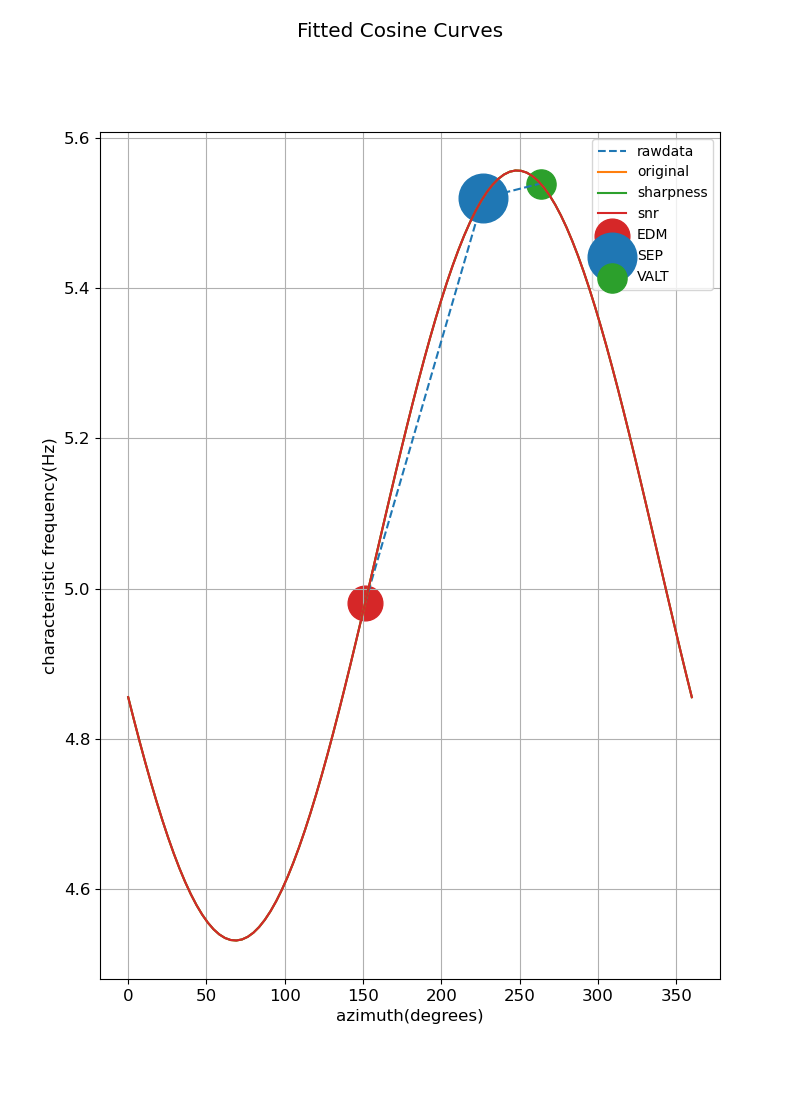 Fitted Cosine Curves
5.6
5.4
5.2
5.0
4.8
4.6
characteristic frequency(Hz)
rawdata
original
sharpness
snr
EDM
SEP
VALT
0 50 100 150 200 250 300 350
azimuth(degrees)